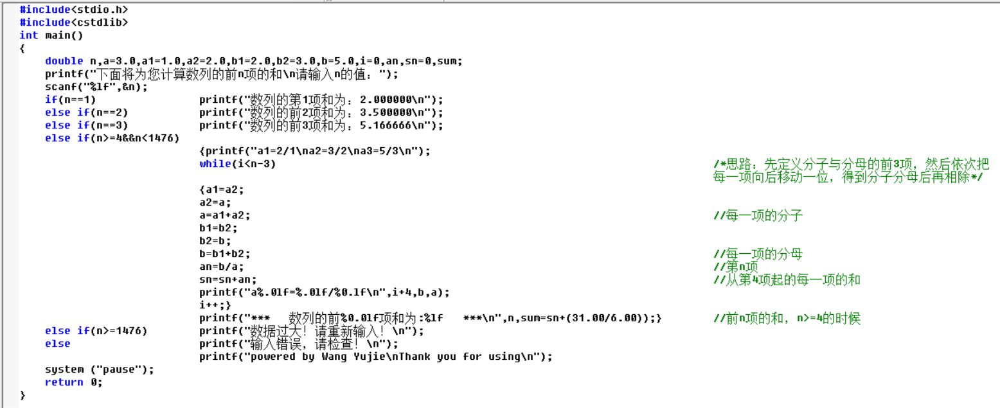 #include<stdio.h>
#include<cstdlib>
int main()
{
double n,a=3.0,a1=1.0,a2=2.0,b1=2.0,b2=3.0,b=5.0,i=0,an,sn=0,sum;
printf("下面将为您计算数列的前n项的和\n请输入n的值：");
scanf("%lf",&n);
if(n==1) printf("数列的第1项和为：2.000000\n");
else if(n==2) printf("数列的前2项和为：3.500000\n");
else if(n==3) printf("数列的前3项和为：5.166666\n");
else if(n>=4&&n<1476)
{printf("a1=2/1\na2=3/2\na3=5/3\n");
while(i<n-3) /*思路：先定义分子与分母的前3项，然后依次把
每一项向后移动一位，得到分子分母后再相除*/
{a1=a2;
a2=a;
a=a1+a2; //每一项的分子
b1=b2;
b2=b;
b=b1+b2; //每一项的分母
an=b/a; //第n项
sn=sn+an; //从第4项起的每一项的和
printf("a%.0lf=%.0lf/%0.lf\n",i+4,b,a);
i++;}
printf("*** 数列的前%0.0lf项和为:%lf ***\n",n,sum=sn+(31.00/6.00));} //前n项的和，n>=4的时候
else if(n>=1476) printf("数据过大！请重新输入！\n");
else printf("输入错误，请检查！\n");
printf("powered by Wang Yujie\nThank you for using\n");
system ("pause");
return 0;
}